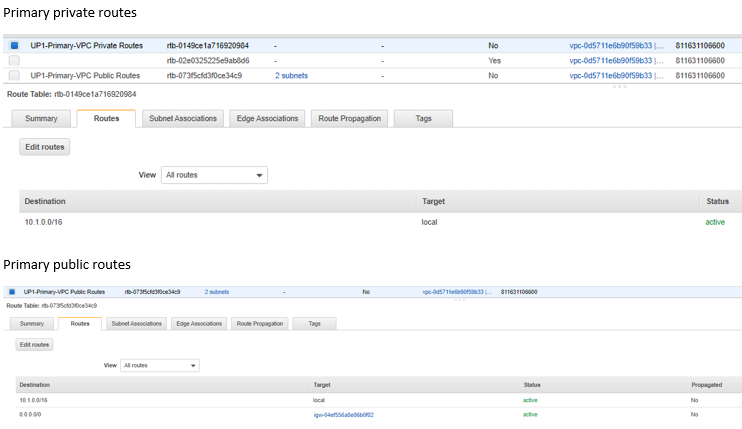 Primary private routes
UP1-Primary-VPC Private Routes rtb-0149ce1a716920984 - - No vpc-0d5711e6b90f59b33 |... 811631106600
rtb-02e0325225e9ab8d6 - - Yes vpc-0d5711e6b90f59b33 |... 811631106600
UP1-Primary-VPC Public Routes rtb-073f5cfd3f0ce34c9 2 subnets - No vpc-0d5711e6b90f59b33 |... 811631106600
Route Table: rtb-0149ce1a716920984
Summary Routes Subnet Associations Edge Associations Route Propagation Tags
Edit routes
View All routes
Destination Target Status
10.1.0.0/16 local active
Primary public routes
UP1-Primary-VPC Public Routes rtb-073f5cfd3f0ce34c9 2 subnets - No vpc-0d5711e6b90f59b33 |... 811631106600
Route Table: rtb-073f5cfd3f0ce34c9
Summary Routes Subnet Associations Edge Associations Route Propagation Tags
Edit routes
View All routes
Destination Target Status Propagated
10.1.0.0/16 local active No
0.0.0.0/0 active No